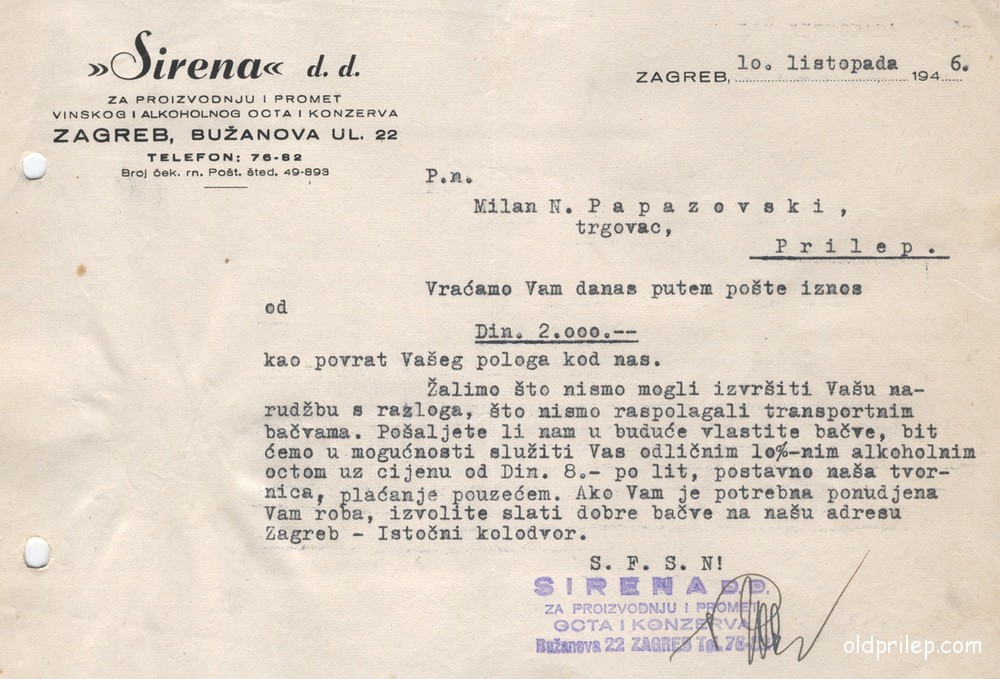 »Sirena« d. d.
ZA PROIZVODNJU I PROMET
VINSKOG I ALKOHOLNOG OCTA I KONZERVA
ZAGREB, BUŽANOVA UL. 22
TELEFON: 76-82
Broj ček. rn. Pošt. šted. 49-893
ZAGREB, lo. listopada 194 6.
P.n.
Milan N. Papazovski,
trgovac,
Prilep.
Vraćamo Vam danas putem pošte iznos
od
Din. 2.000.--
kao povrat Vašeg pologa kod nas.
Žalimo što nismo mogli izvršiti Vašu na-
rudžbu s razloga, što nismo raspolagali transportnim
bačvama. Pošaljete li nam u buduće vlastite bačve, bit
ćemo u mogućnosti služiti Vas odličnim lo%-nim alkoholnim
octom uz cijenu od Din. 8.- po lit, postavno naša tvor-
nica, plaćanje pouzećem. Ako Vam je potrebna ponudjena
Vam roba, izvolite slati dobre bačve na našu adresu
Zagreb - Istočni kolodvor.
S. F. S. N!
SIRENA D.D.
ZA PROIZVODNJU I PROMET
OCTA I KONZERVA
Bužanova 22 ZAGREB Tel. 76-
oldprilep.com